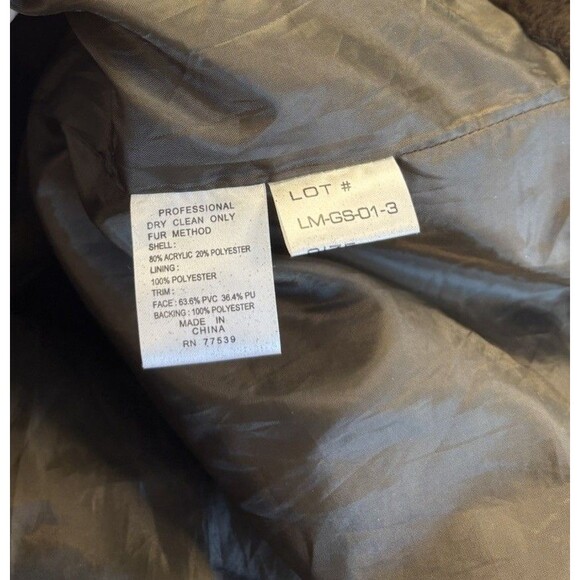 PROFESSIONAL
DRY CLEAN ONLY
FUR METHOD
SHELL :
80% ACRYLIC 20% POLYESTER
LINING :
100% POLYESTER
TRIM :
FACE : 63.6% PVC 36.4% PU
BACKING : 100% POLYESTER
MADE IN
CHINA
RN 77539
LOT #
LM-GS-01-3